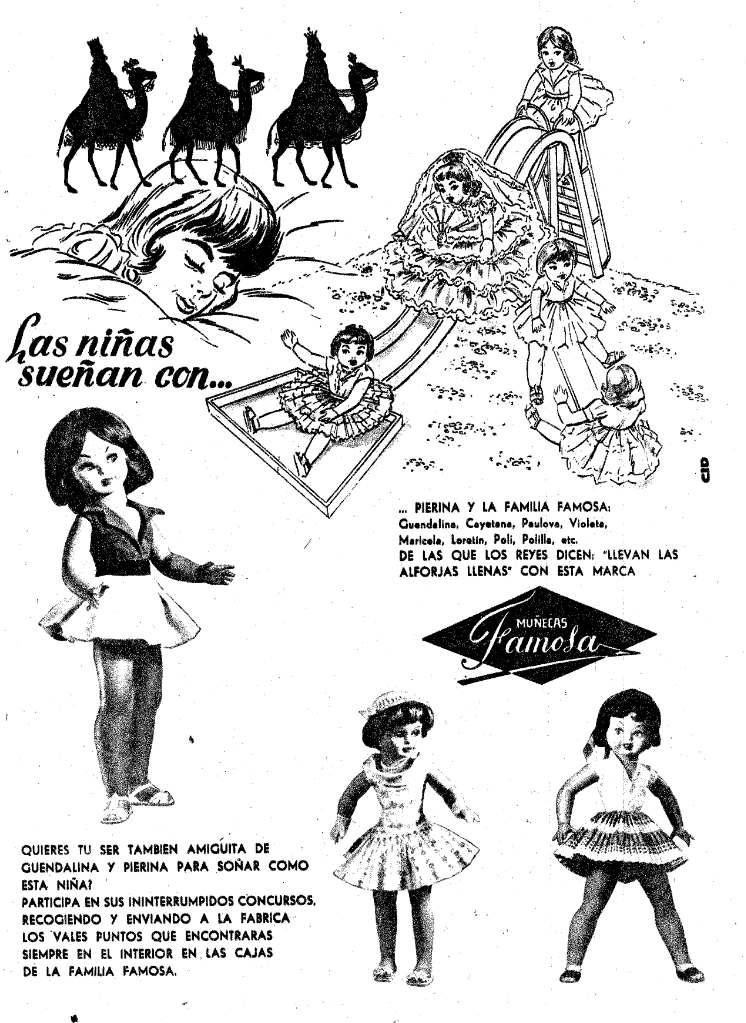 Las niñas
sueñan con...
... PIERINA Y LA FAMILIA FAMOSA:
Guendalina, Cayetana, Paulova, Violeta,
Maricela, Loretín, Poli, Polilla, etc.
DE LAS QUE LOS REYES DICEN: "LLEVAN LAS
ALFORJAS LLENAS" CON ESTA MARCA
MUÑECAS
Famosa
QUIERES TU SER TAMBIEN AMIGUITA DE
GUENDALINA Y PIERINA PARA SOÑAR COMO
ESTA NIÑA?
PARTICIPA EN SUS ININTERRUMPIDOS CONCURSOS,
RECOGIENDO Y ENVIANDO A LA FABRICA
LOS VALES PUNTOS QUE ENCONTRARAS
SIEMPRE EN EL INTERIOR EN LAS CAJAS
DE LA FAMILIA FAMOSA.